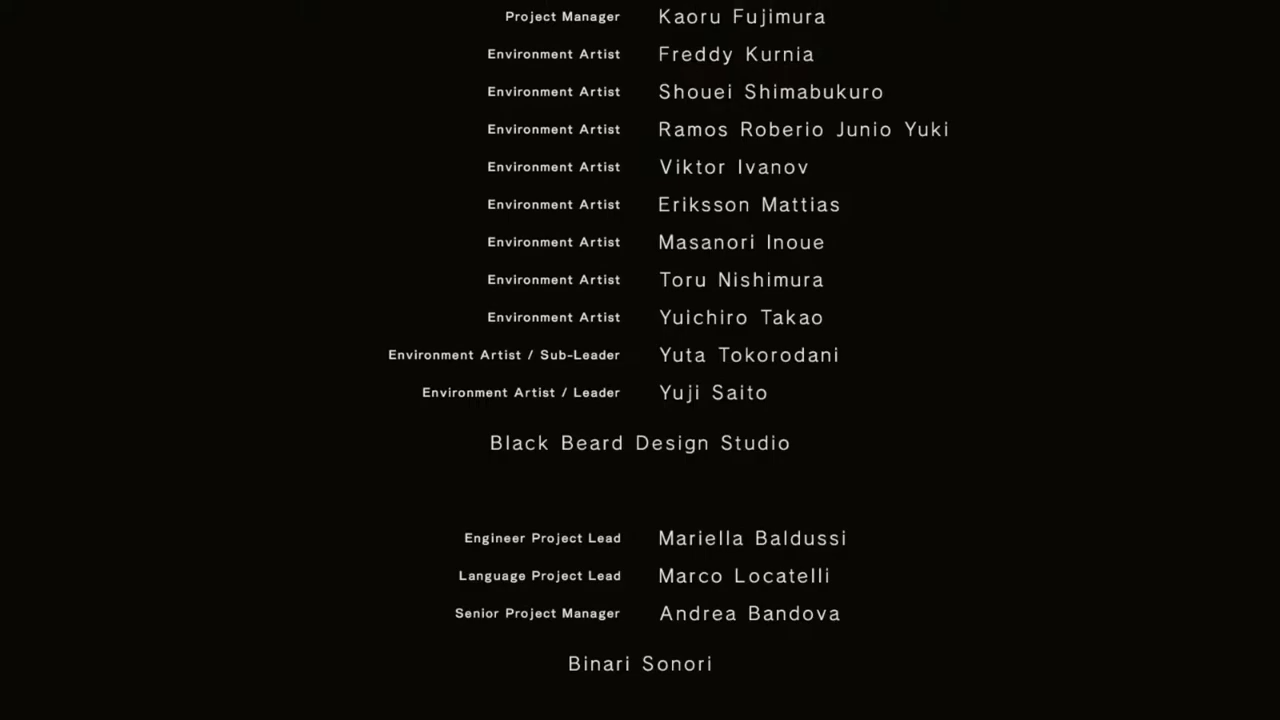 Project Manager Kaoru Fujimura
Environment Artist Freddy Kurnia
Environment Artist Shouei Shimabukuro
Environment Artist Ramos Roberio Junio Yuki
Environment Artist Viktor Ivanov
Environment Artist Eriksson Mattias
Environment Artist Masanori Inoue
Environment Artist Toru Nishimura
Environment Artist Yuichiro Takao
Environment Artist / Sub-Leader Yuta Tokorodani
Environment Artist / Leader Yuji Saito
Black Beard Design Studio
Engineer Project Lead Mariella Baldussi
Language Project Lead Marco Locatelli
Senior Project Manager Andrea Bandova
Binari Sonori